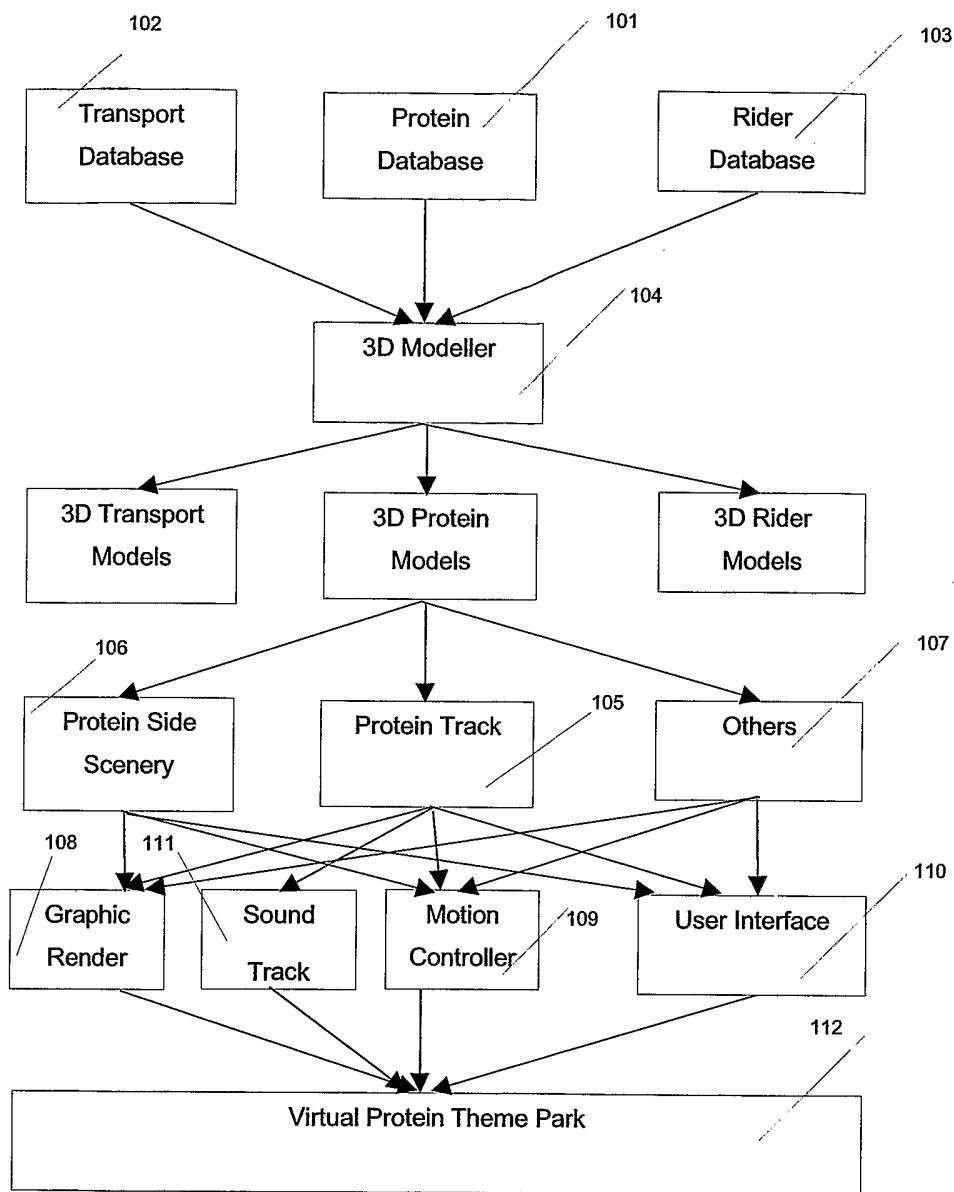 102
101
103
Transport
Database
Protein
Database
Rider
Database
104
3D Modeller
3D Transport
Models
3D Protein
Models
3D Rider
Models
106
107
105
Protein Side
Scenery
Protein Track
Others
108
111
109
110
Graphic
Render
Sound
Track
Motion
Controller
User Interface
112
Virtual Protein Theme Park